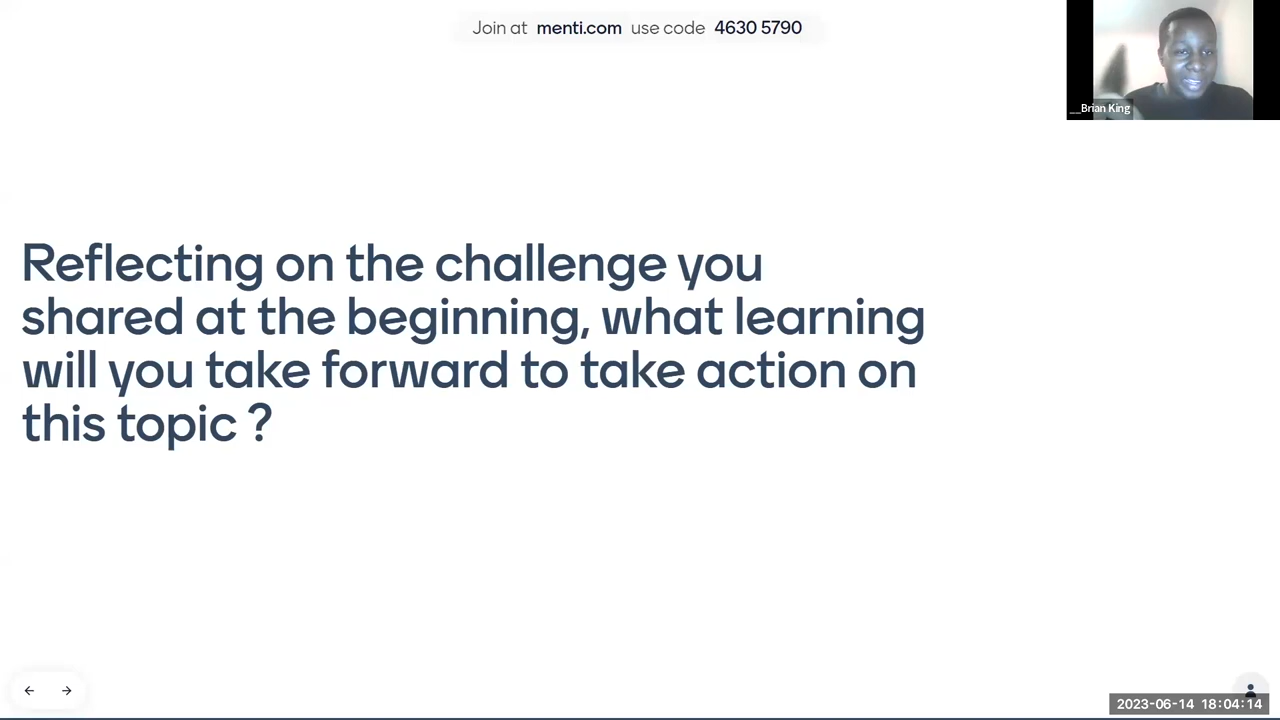 Join at menti.com use code 4630 5790
__Brian King
Reflecting on the challenge you
shared at the beginning, what learning
will you take forward to take action on
this topic ?
2023-06-14 18:04:14